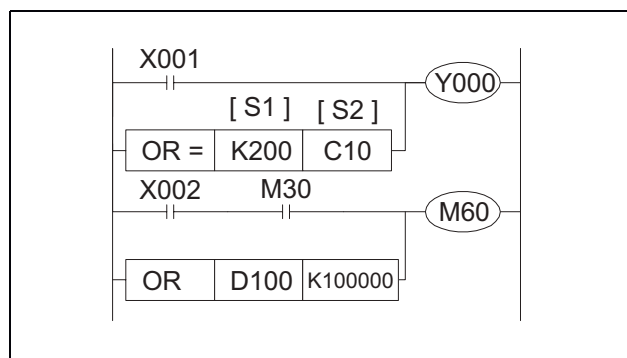 X001
Y000
[ S1 ] [ S2 ]
OR = K200 C10
X002 M30
M60
OR D100 K100000